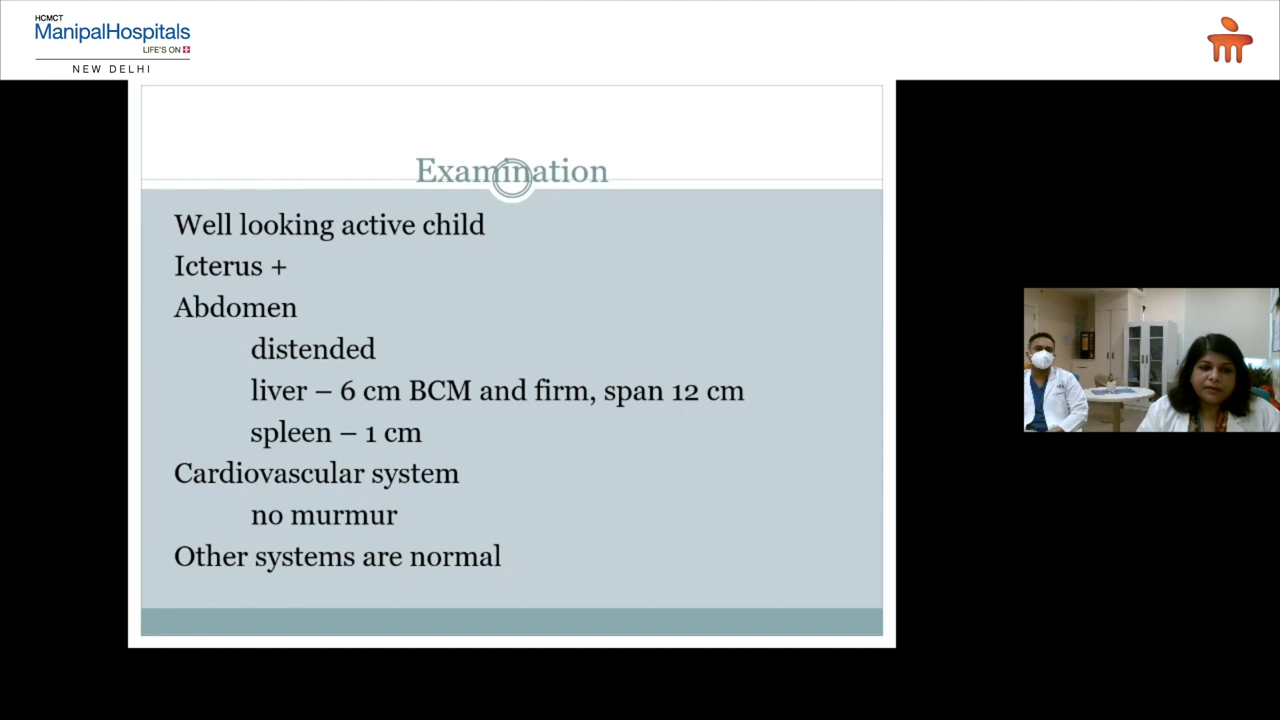 HCMCT
ManipalHospitals
LIFE'S ON
NEW DELHI
Examination
Well looking active child
Icterus +
Abdomen
distended
liver – 6 cm BCM and firm, span 12 cm
spleen – 1 cm
Cardiovascular system
no murmur
Other systems are normal